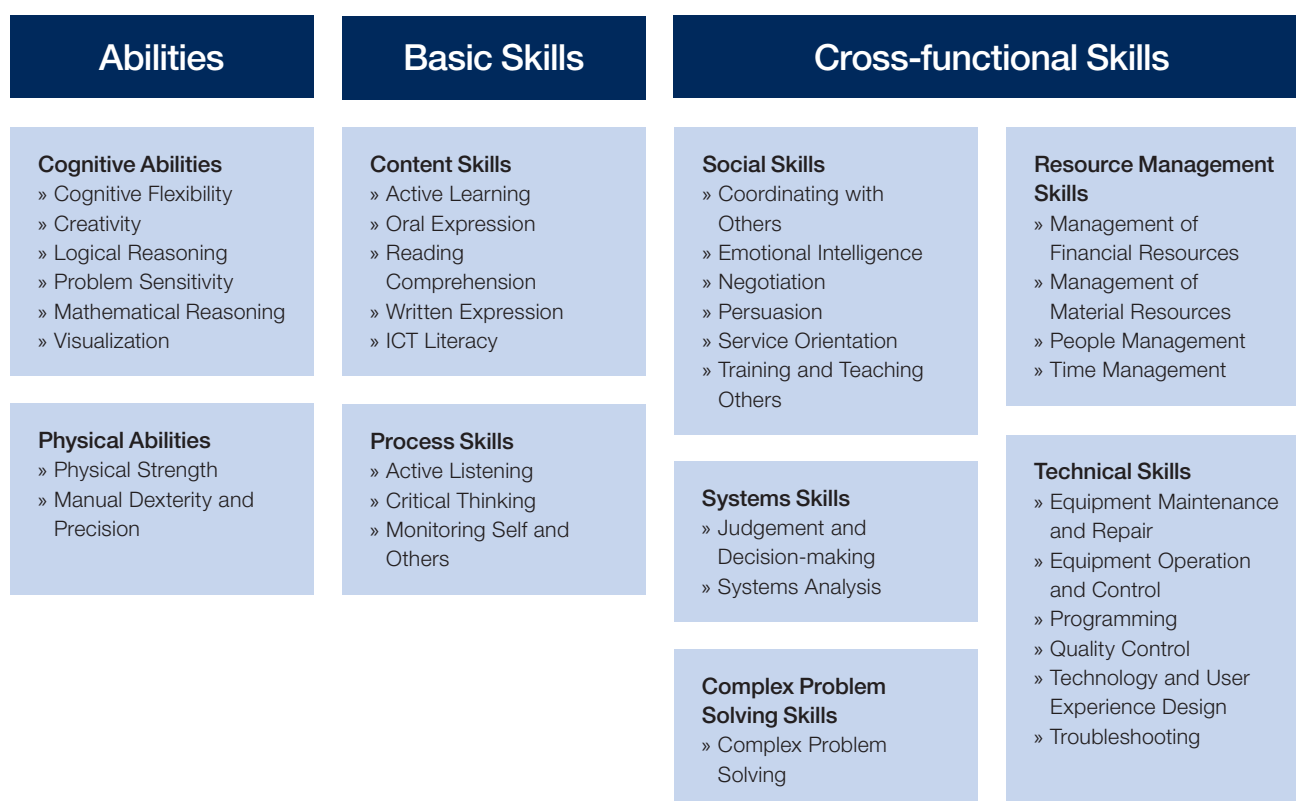 Abilities
Cognitive Abilities
» Cognitive Flexibility
» Creativity
» Logical Reasoning
» Problem Sensitivity
» Mathematical Reasoning
» Visualization
Physical Abilities
» Physical Strength
» Manual Dexterity and
Precision
Basic Skills
Content Skills
» Active Learning
» Oral Expression
» Reading
Comprehension
» Written Expression
» ICT Literacy
Process Skills
» Active Listening
» Critical Thinking
» Monitoring Self and
Others
Cross-functional Skills
Social Skills
» Coordinating with
Others
» Emotional Intelligence
» Negotiation
» Persuasion
» Service Orientation
» Training and Teaching
Others
Systems Skills
» Judgement and
Decision-making
» Systems Analysis
Complex Problem
Solving Skills
» Complex Problem
Solving
Resource Management
Skills
» Management of
Financial Resources
» Management of
Material Resources
» People Management
» Time Management
Technical Skills
» Equipment Maintenance
and Repair
» Equipment Operation
and Control
» Programming
» Quality Control
» Technology and User
Experience Design
» Troubleshooting